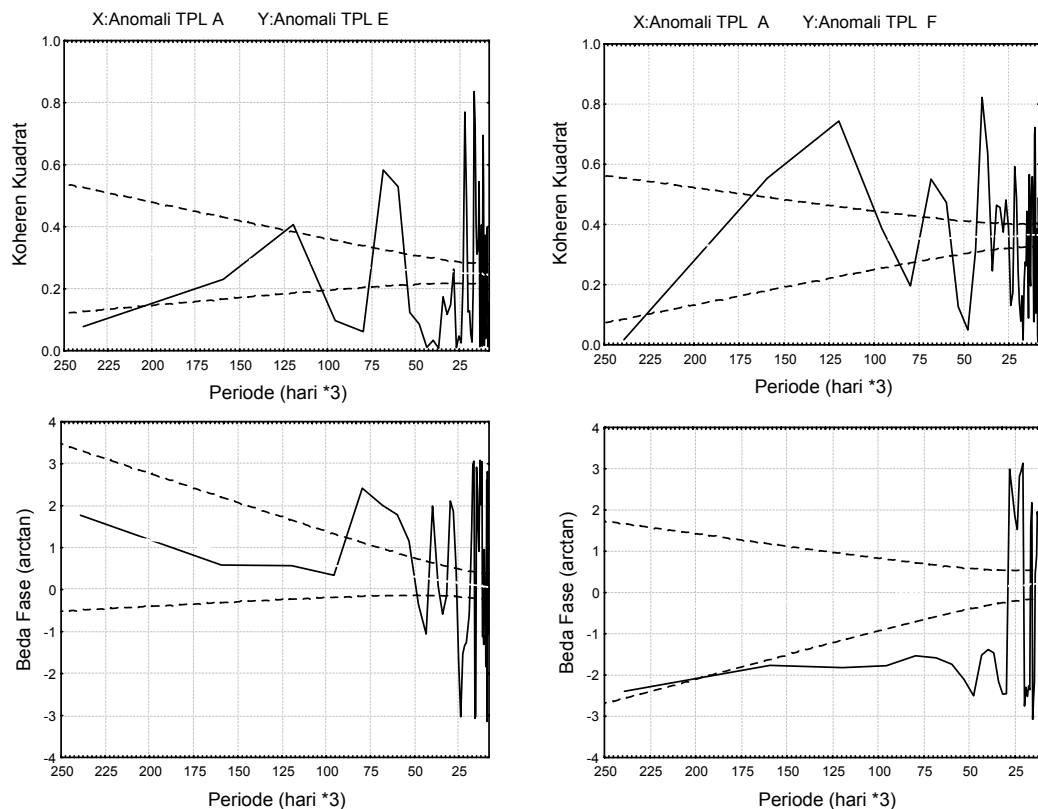 X:Anomali TPL A Y:Anomali TPL E
1.0
0.8
0.6
0.4
0.2
0.0
Koheren Kuadrat
250 225 200 175 150 125 100 75 50 25
Periode (hari *3)
X:Anomali TPL A Y:Anomali TPL F
1.0
0.8
0.6
0.4
0.2
0.0
Koheren Kuadrat
250 225 200 175 150 125 100 75 50 25
Periode (hari *3)
4
3
2
1
0
-1
-2
-3
-4
Beda Fase (arctan)
250 225 200 175 150 125 100 75 50 25
Periode (hari *3)
4
3
2
1
0
-1
-2
-3
-4
Beda Fase (arctan)
250 225 200 175 150 125 100 75 50 25
Periode (hari *3)